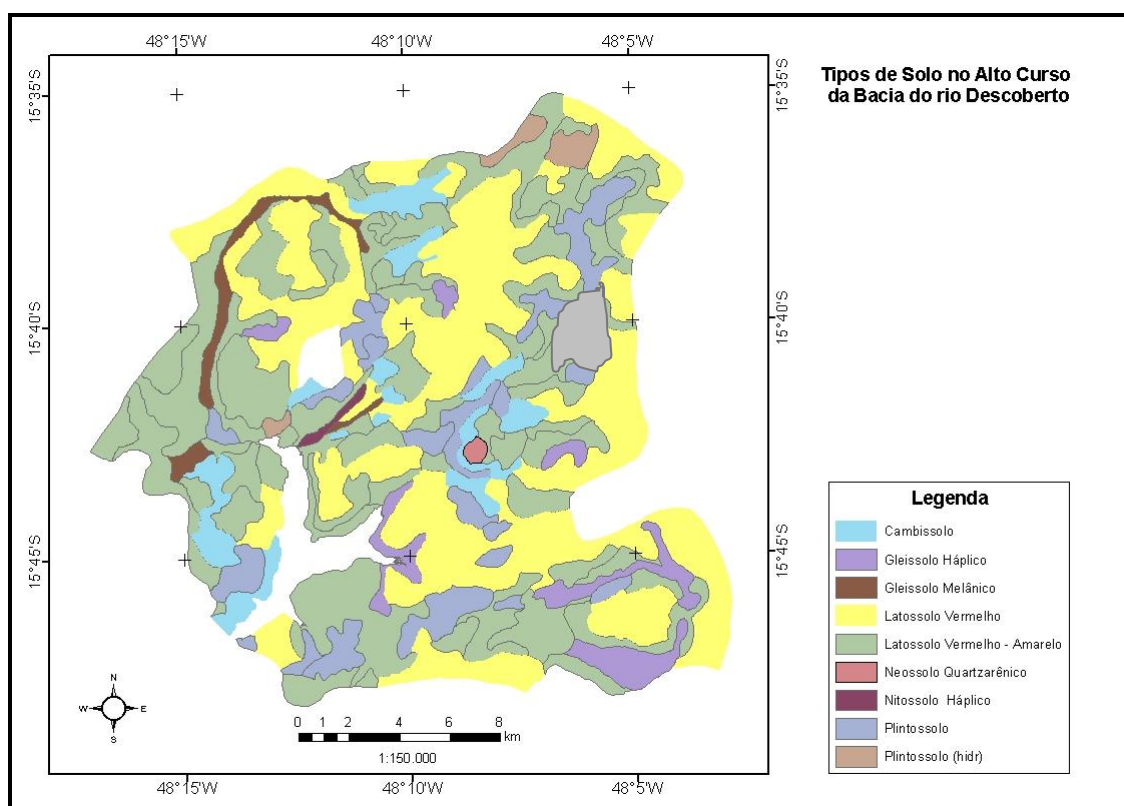 48°15'W 48°10'W 48°5'W
Tipos de Solo no Alto Curso
da Bacia do rio Descoberto
15°35'S 15°35'S
15°40'S 15°40'S
15°45'S 15°45'S
Legenda
Cambissolo
Gleissolo Háplico
Gleissolo Melânico
Latossolo Vermelho
Latossolo Vermelho - Amarelo
Neossolo Quartzarênico
Nitossolo Háplico
Plintossolo
Plintossolo (hidr)
N
W E
S
0 1 2 4 6 8
km
1:150.000
48°15'W 48°10'W 48°5'W